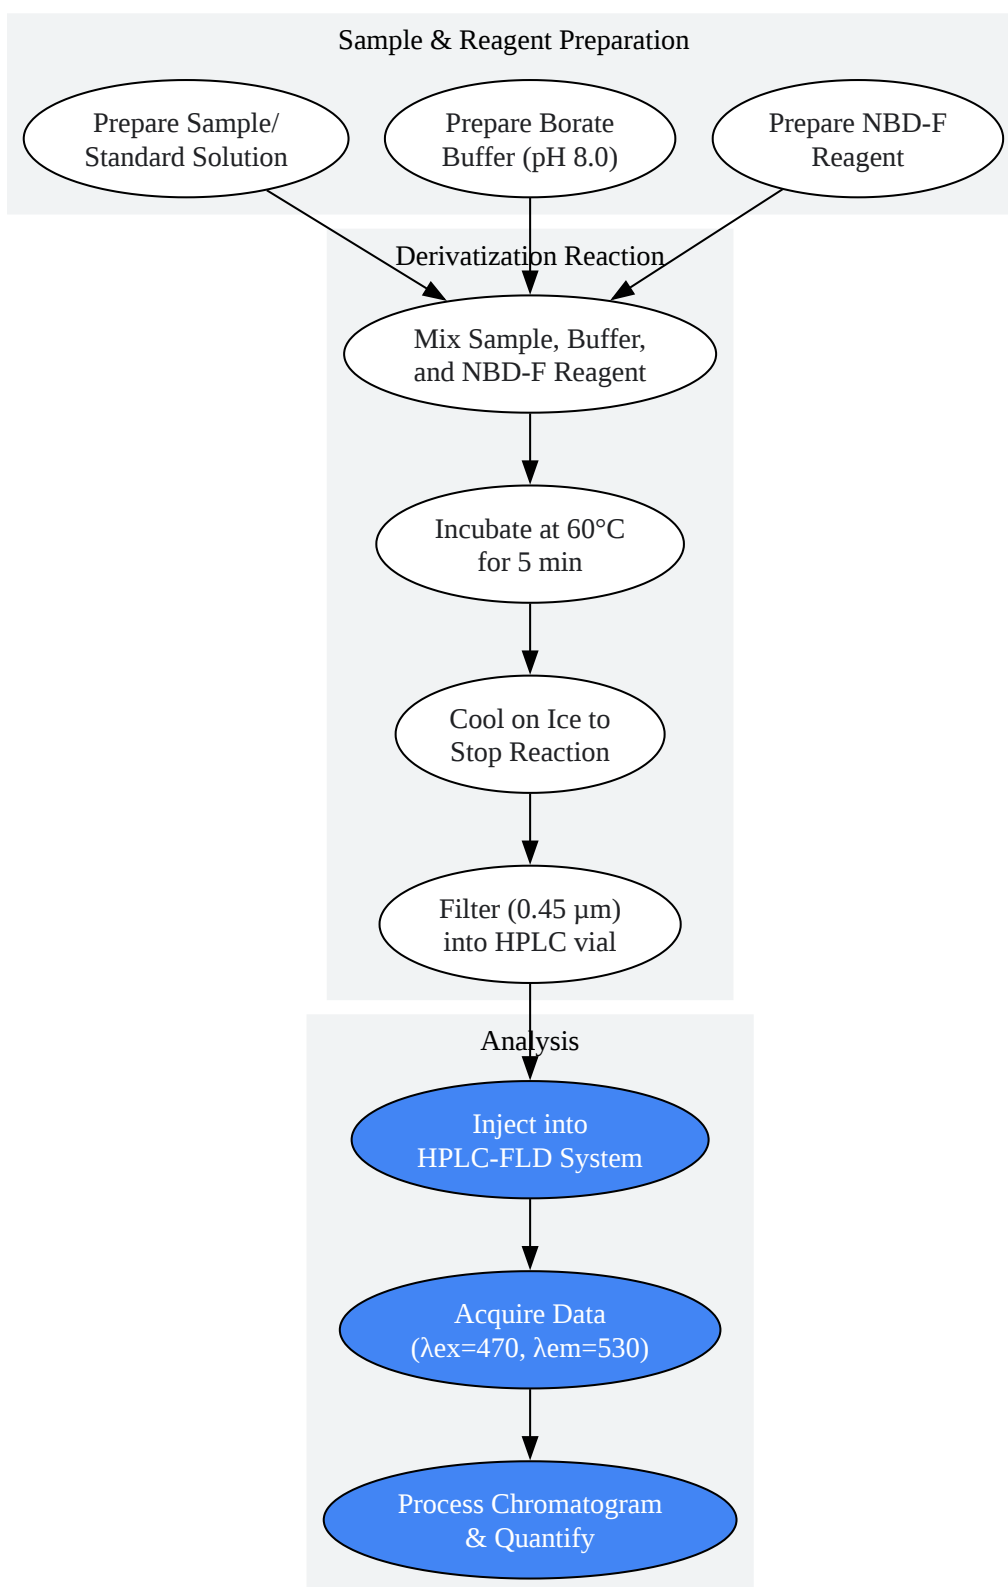 Sample & Reagent Preparation
Prepare Sample/
Standard Solution
Prepare Borate
Buffer (pH 8.0)
Prepare NBD-F
Reagent
Derivatization Reaction
Mix Sample, Buffer,
and NBD-F Reagent
Incubate at 60°C
for 5 min
Cool on Ice to
Stop Reaction
Filter (0.45 µm)
into HPLC vial
Analysis
Inject into
HPLC-FLD System
Acquire Data
(λex=470, λem=530)
Process Chromatogram
& Quantify